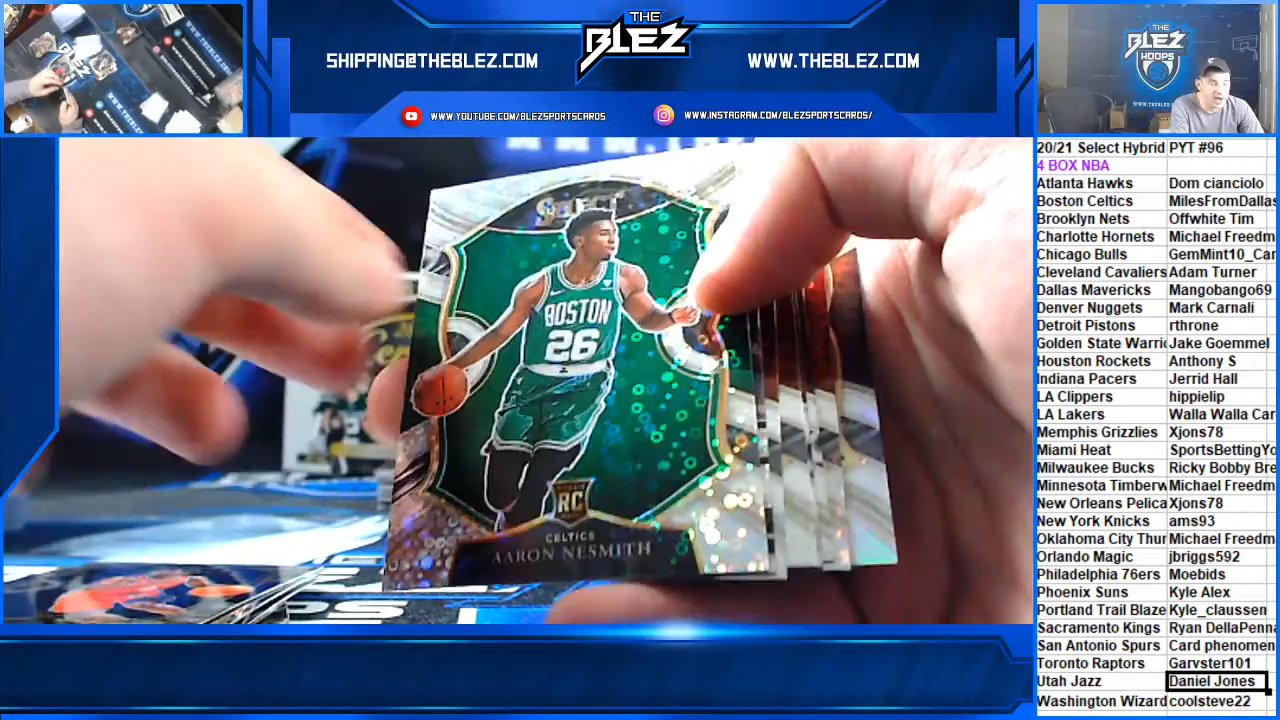 SHIPPING@THEBLEZ.COM
THE
BLEZ
WWW.THEBLEZ.COM
WWW.YOUTUBE.COM/BLEZSPORTSCARDS
WWW.INSTAGRAM.COM/BLEZSPORTSCARDS/
THE
BLEZ
HOOPS
SELECT
BOSTON
26
RC
CELTICS
AARON NESMITH
20/21 Select Hybrid PYT #96
4 BOX NBA
Atlanta Hawks Dom cianciolo
Boston Celtics MilesFromDallas
Brooklyn Nets Offwhite Tim
Charlotte Hornets Michael Freedm
Chicago Bulls GemMint10_Car
Cleveland Cavaliers Adam Turner
Dallas Mavericks Mangobango69
Denver Nuggets Mark Carnali
Detroit Pistons rthrone
Golden State Warri Jake Goemmel
Houston Rockets Anthony S
Indiana Pacers Jerrid Hall
LA Clippers hippielip
LA Lakers Walla Walla Car
Memphis Grizzlies Xjons78
Miami Heat SportsBettingYo
Milwaukee Bucks Ricky Bobby Bre
Minnesota Timberw Michael Freedm
New Orleans Pelica Xjons78
New York Knicks ams93
Oklahoma City Thun Michael Freedm
Orlando Magic jbriggs592
Philadelphia 76ers Moebids
Phoenix Suns Kyle Alex
Portland Trail Blaze Kyle_claussen
Sacramento Kings Ryan DellaPenna
San Antonio Spurs Card phenomen
Toronto Raptors Garvster101
Utah Jazz Daniel Jones
Washington Wizard coolsteve22